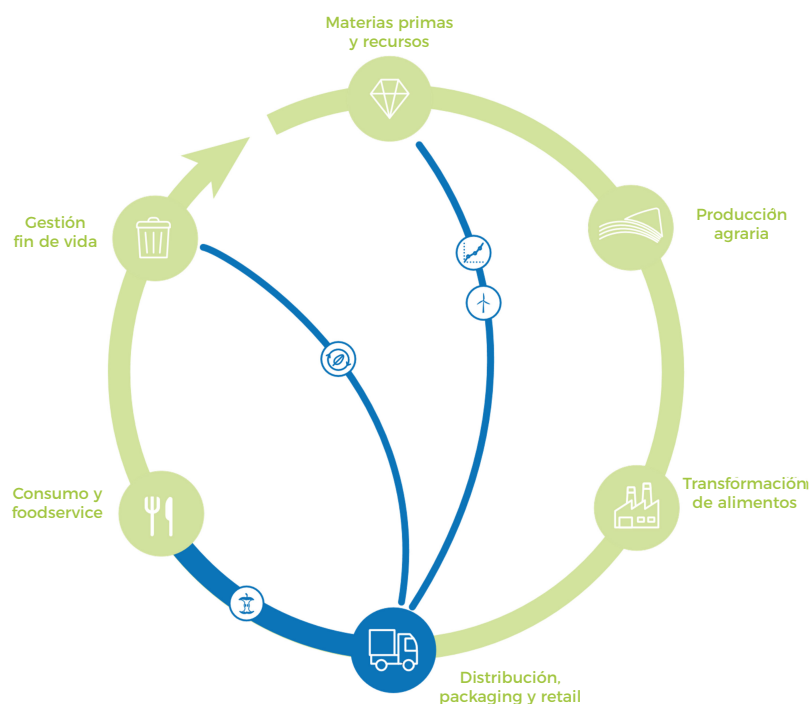 Materias primas
y recursos
Producción
agraria
Transformación
de alimentos
Distribución,
packaging y retail
Consumo y
foodservice
Gestión
fin de vida